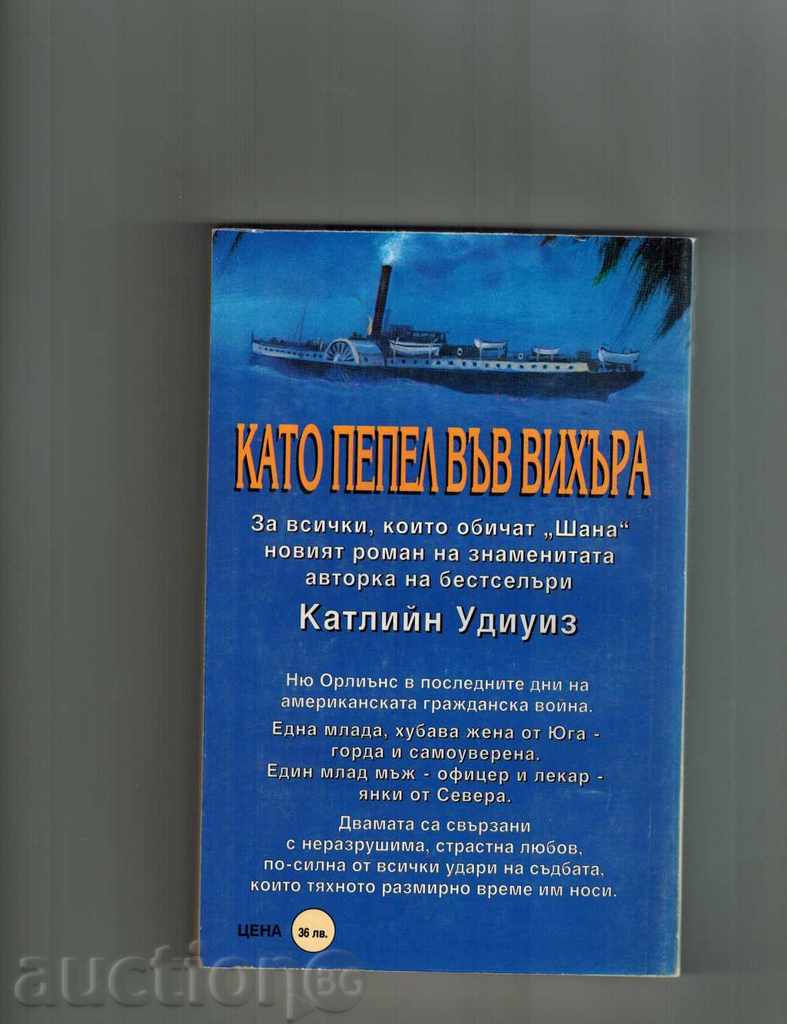 КАТО ПЕПЕЛ ВЪВ ВИХЪРА
За всички, които обичат „Шана“
новият роман на знаменитата
авторка на бестселъри
Катлийн Удиуиз
Ню Орлиънс в последните дни на
американската гражданска война.
Една млада, хубава жена от Юга -
горда и самоуверена.
Един млад мъж - офицер и лекар -
янки от Севера.
Двамата са свързани
с неразрушима, страстна любов,
по-силна от всички удари на съдбата,
които тяхното размирно време им носи.
ЦЕНА 36 лв.
auctionBG